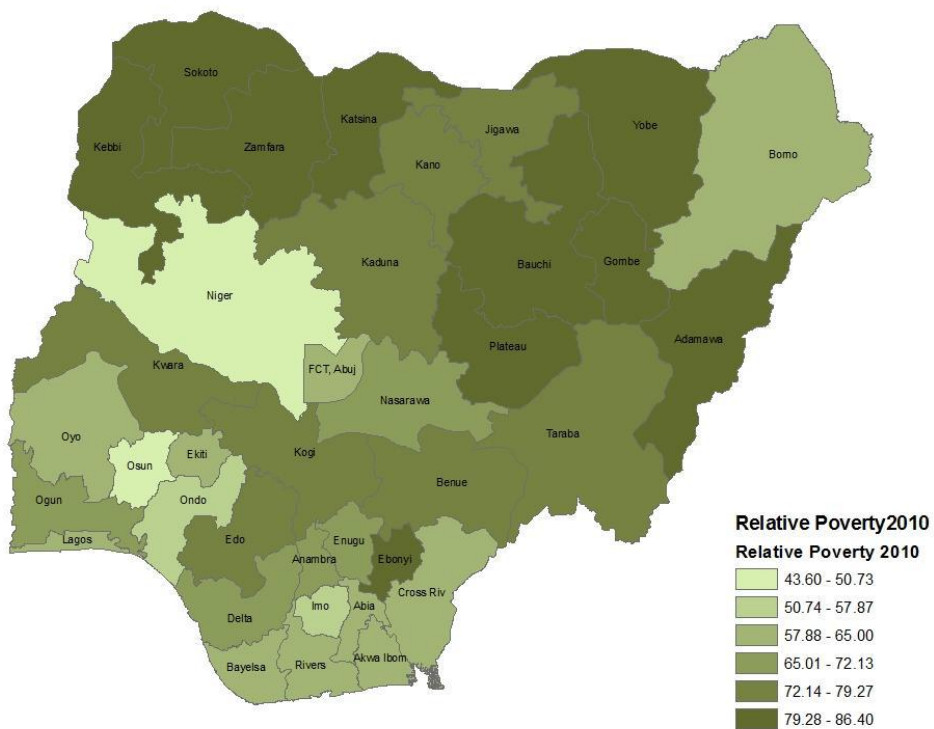 Sokoto
Katsina
Yobe
Jigawa
Kebbi
Zamfara
Borno
Kano
Kaduna
Bauchi
Gombe
Niger
Adamawa
Plateau
Kwara
FCT, Abuj
Nasarawa
Taraba
Oyo
Osun
Ekiti
Kogi
Benue
Ogun
Ondo
Lagos
Edo
Enugu
Anambra
Ebonyi
Cross Riv
Delta
Imo
Abia
Bayelsa
Rivers
Akwa Ibom
Relative Poverty2010
Relative Poverty 2010
43.60 - 50.73
50.74 - 57.87
57.88 - 65.00
65.01 - 72.13
72.14 - 79.27
79.28 - 86.40